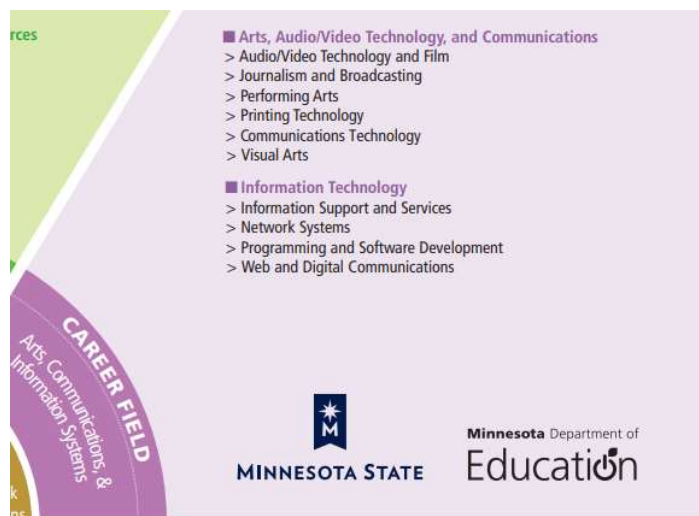 rces
■ Arts, Audio/Video Technology, and Communications
> Audio/Video Technology and Film
> Journalism and Broadcasting
> Performing Arts
> Printing Technology
> Communications Technology
> Visual Arts
■ Information Technology
> Information Support and Services
> Network Systems
> Programming and Software Development
> Web and Digital Communications
CAREER FIELD
Arts, Communications, &
Information Systems
k
ns
M
MINNESOTA STATE
Minnesota Department of
Education